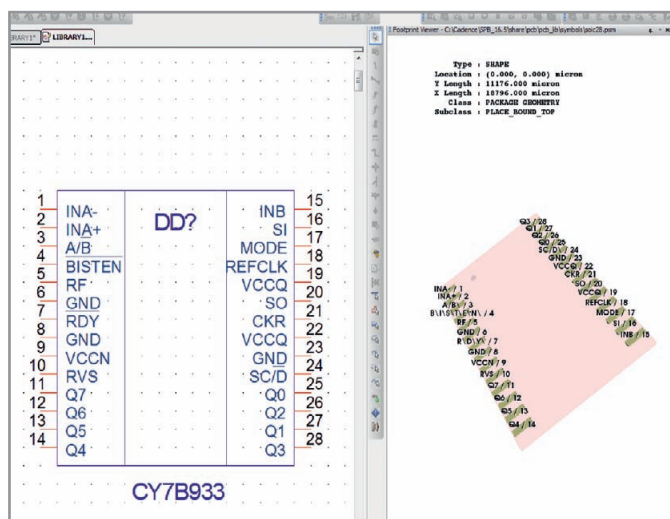 BRARY1*
LIBRARY1...
1
2
3
4
5
6
7
8
9
10
11
12
13
14
INA-
INA+
A/B
BISTEN
RF
GND
RDY
GND
VCCN
RVS
Q7
Q6
Q5
Q4
DD?
INB
SI
MODE
REFCLK
VCCQ
SO
CKR
VCCQ
GND
SC/D
Q0
Q2
Q1
Q3
15
16
17
18
19
20
21
22
23
24
25
26
27
28
CY7B933
Footprint Viewer - C:\Cadence\SPB_16.5\share\pcb\pcb_lib\symbols\soic28.psm
Type : SHAPE
Location : (0.000, 0.000) micron
Y Length : 11176.000 micron
X Length : 18796.000 micron
Class : PACKAGE GEOMETRY
Subclass : PLACE_BOUND_TOP
Q3 / 28
Q1 / 27
Q2 / 26
Q0 / 25
SC/D\ / 24
GND / 23
VCCQ / 22
CKR / 21
SO / 20
VCCQ / 19
REFCLK / 18
MODE / 17
SI / 16
INB / 15
INA- / 1
INA+ / 2
A/B\ / 3
B\I\S\T\E\N\ / 4
RF / 5
GND / 6
R\D\Y\ / 7
GND / 8
VCCN / 9
RVS / 10
Q7 / 11
Q6 / 12
Q5 / 13
Q4 / 14